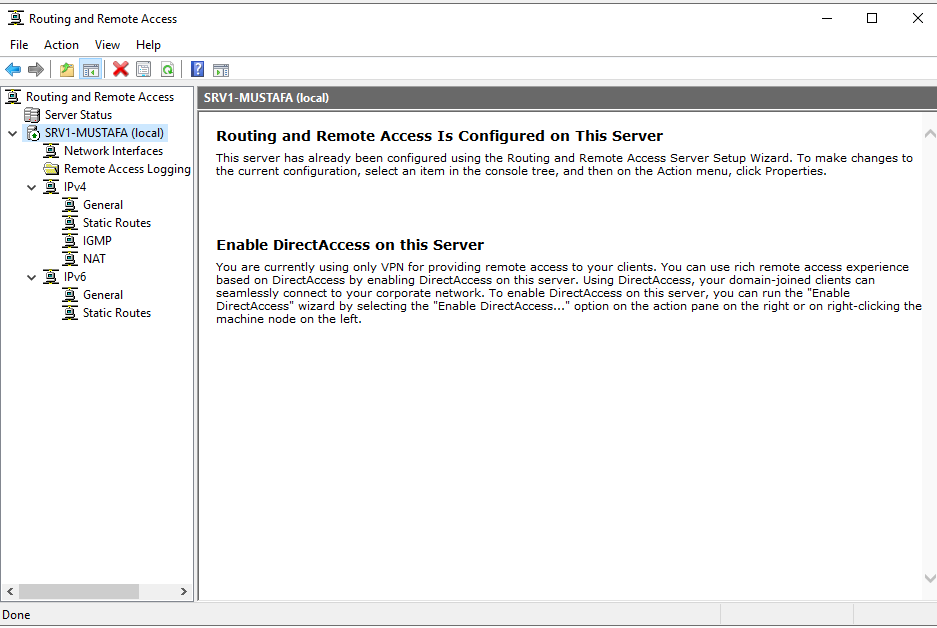 Routing and Remote Access
File Action View Help
Routing and Remote Access
Server Status
SRV1-MUSTAFA (local)
Network Interfaces
Remote Access Logging
IPv4
General
Static Routes
IGMP
NAT
IPv6
General
Static Routes
SRV1-MUSTAFA (local)
Routing and Remote Access Is Configured on This Server
This server has already been configured using the Routing and Remote Access Server Setup Wizard. To make changes to
the current configuration, select an item in the console tree, and then on the Action menu, click Properties.
Enable DirectAccess on this Server
You are currently using only VPN for providing remote access to your clients. You can use rich remote access experience
based on DirectAccess by enabling DirectAccess on this server. Using DirectAccess, your domain-joined clients can
seamlessly connect to your corporate network. To enable DirectAccess on this server, you can run the "Enable
DirectAccess" wizard by selecting the "Enable DirectAccess..." option on the action pane on the right or on right-clicking the
machine node on the left.
Done